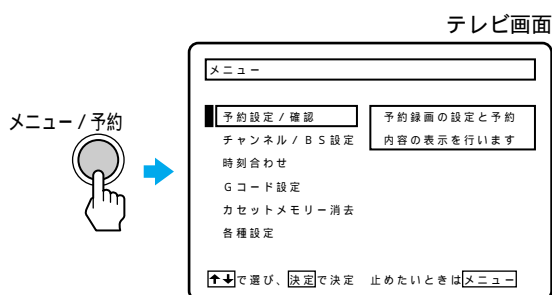 テレビ画面
メニュー
メニュー / 予約
予約設定 / 確認
予約録画の設定と予約
内容の表示を行います
チャンネル / BS設定
時刻合わせ
Gコード設定
カセットメモリー消去
各種設定
↑↓で選び、決定で決定 止めたいときはメニュー